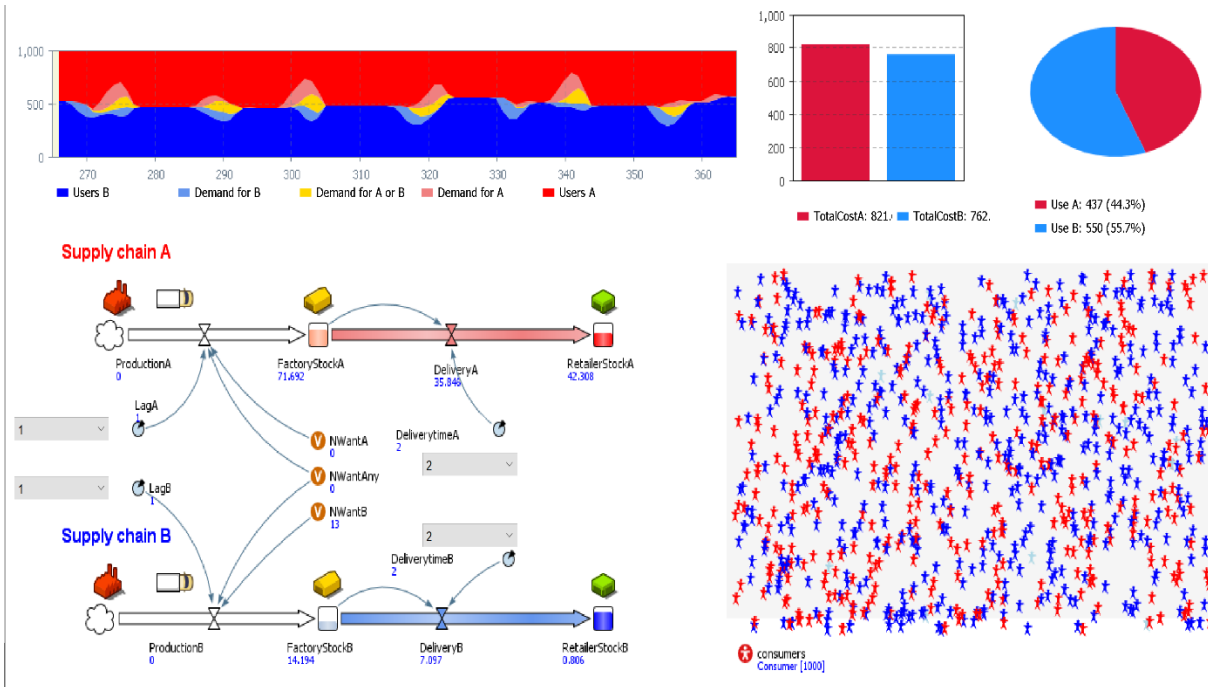 1,000
500
0
270
280
290
300
310
320
330
340
350
360
Users B
Demand for B
Demand for A or B
Demand for A
Users A
1,000
800
600
400
200
0
TotalCostA: 821.
TotalCostB: 762.
Use A: 437 (44.3%)
Use B: 550 (55.7%)
Supply chain A
ProductionA
0
FactoryStockA
71.692
DeliveryA
35.846
RetailerStockA
42.308
LagA
1
1
NWantA
0
DeliverytimeA
2
2
NWantAny
0
1
LagB
1
NWantB
13
Supply chain B
2
DeliverytimeB
2
ProductionB
0
FactoryStockB
14.194
DeliveryB
7.097
RetailerStockB
0.806
consumers
Consumer [1000]
V
V
V